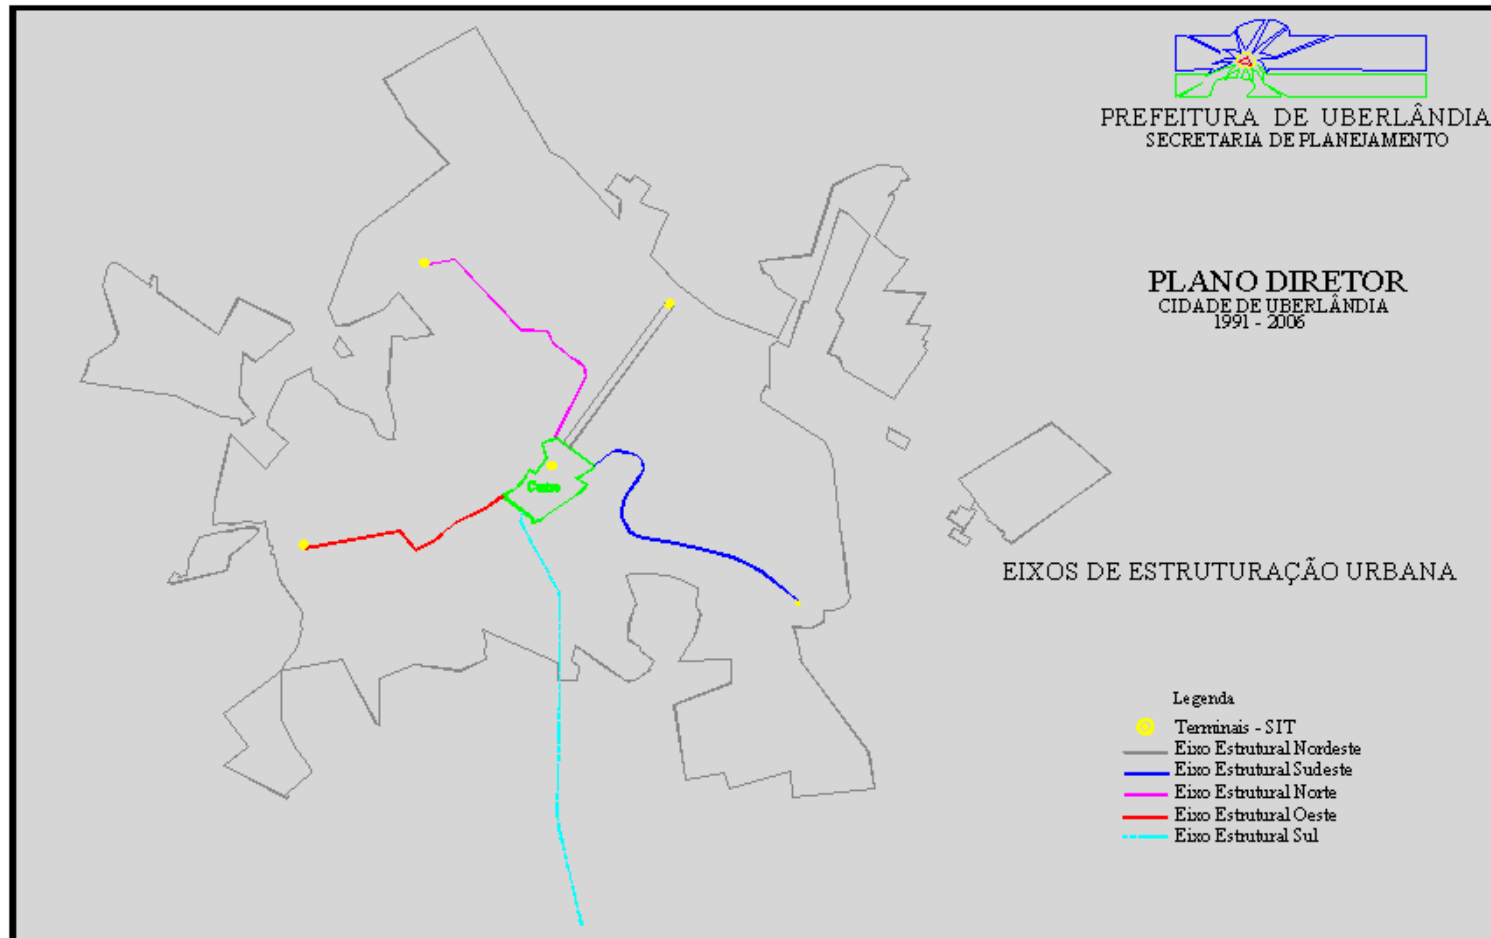 PREFEITURA DE UBERLÂNDIA
SECRETARIA DE PLANEJAMENTO
PLANO DIRETOR
CIDADE DE UBERLÂNDIA
1991 - 2006
Centro
EIXOS DE ESTRUTURAÇÃO URBANA
Legenda
Terminais - SIT
Eixo Estrutural Nordeste
Eixo Estrutural Sudeste
Eixo Estrutural Norte
Eixo Estrutural Oeste
Eixo Estrutural Sul